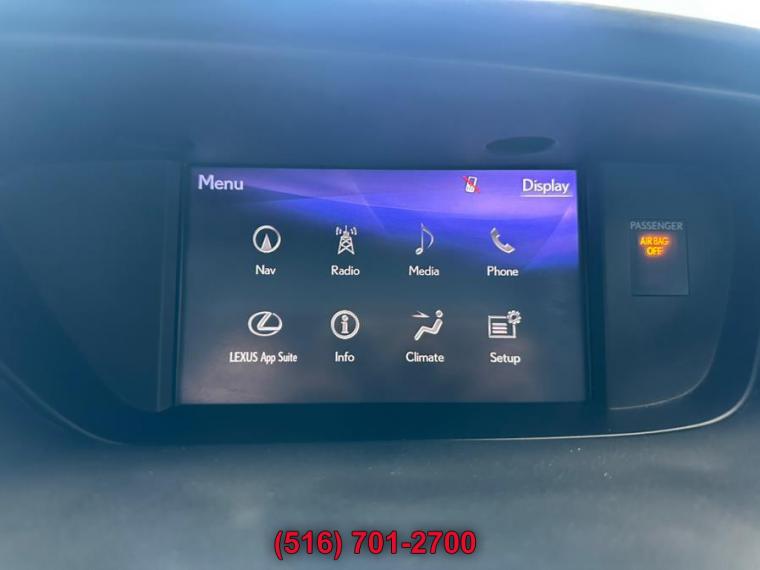 Menu Display
PASSENGER
AIR BAG
OFF
Nav Radio Media Phone
LEXUS App Suite Info Climate Setup
(516) 701-2700